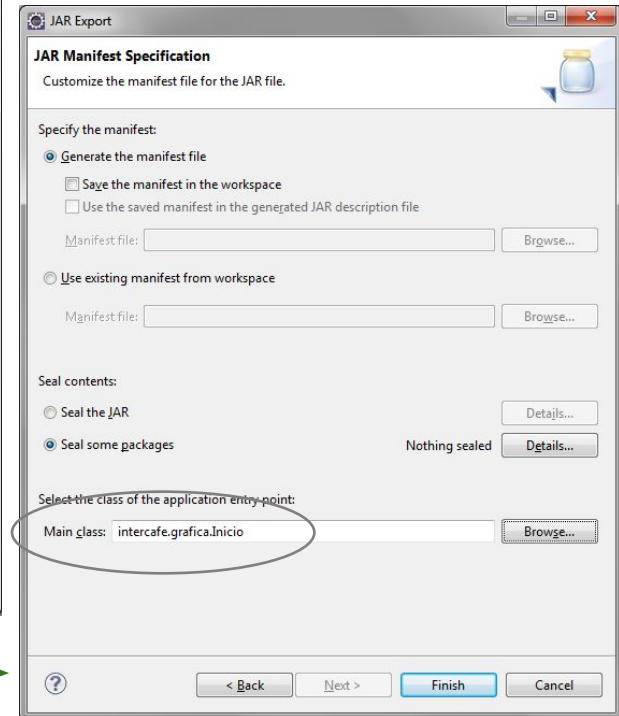 JAR Export
JAR Manifest Specification
Customize the manifest file for the JAR file.
Specify the manifest:
Generate the manifest file
Save the manifest in the workspace
Use the saved manifest in the generated JAR description file
Manifest file: Browse...
Use existing manifest from workspace
Manifest file: Browse...
Seal contents:
Seal the JAR Details...
Seal some packages Nothing sealed Details...
Select the class of the application entry point:
Main class: intercafe.grafica.Inicio Browse...
? < Back Next > Finish Cancel